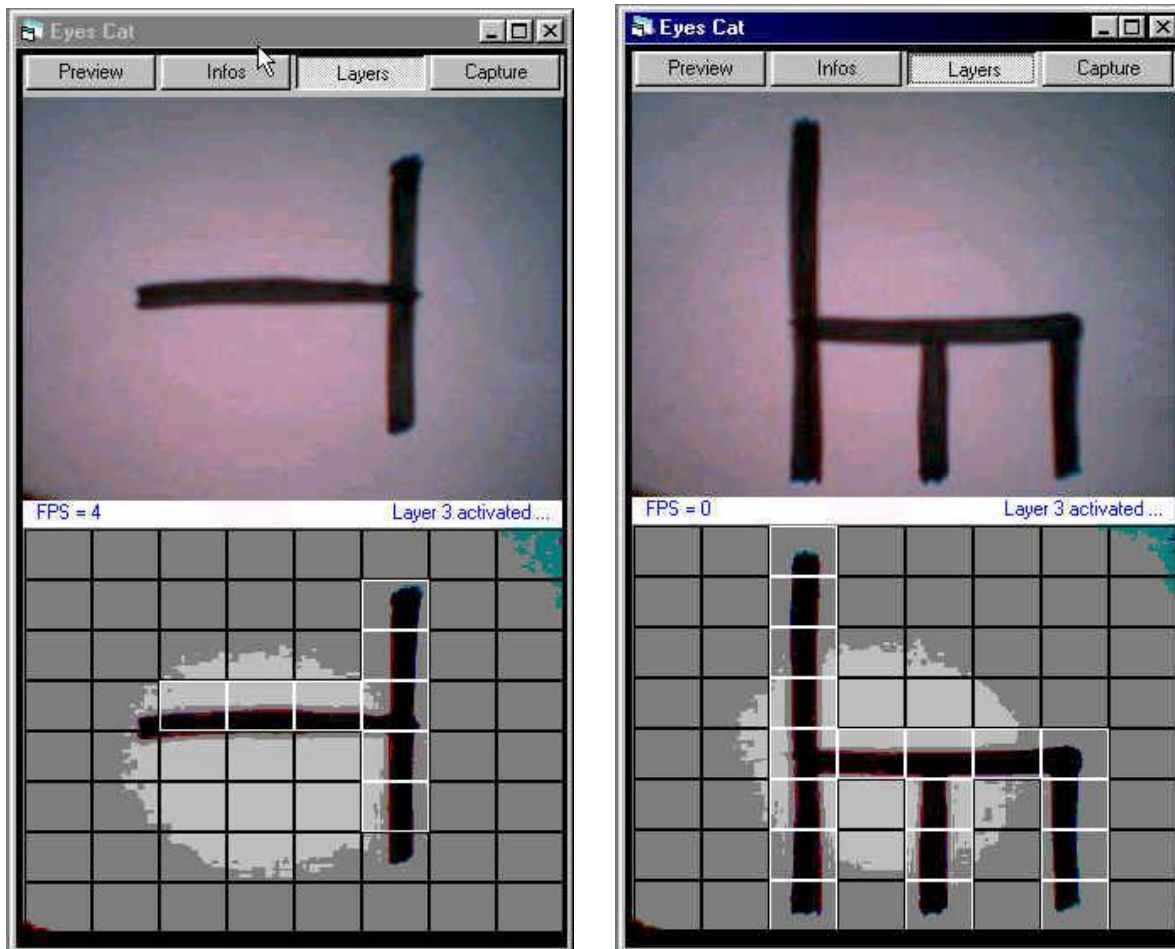 Eyes Cat
Preview Infos Layers Capture
FPS = 4 Layer 3 activated ...
Eyes Cat
Preview Infos Layers Capture
FPS = 0 Layer 3 activated ...